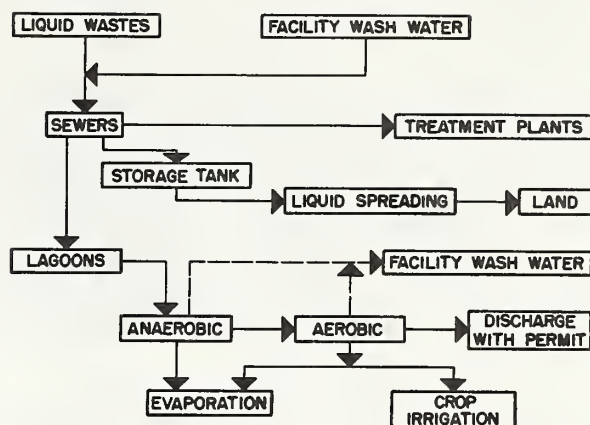 LIQUID WASTES
FACILITY WASH WATER
SEWERS
TREATMENT PLANTS
STORAGE TANK
LIQUID SPREADING
LAND
LAGOONS
FACILITY WASH WATER
ANAEROBIC
AEROBIC
DISCHARGE
WITH PERMIT
EVAPORATION
CROP
IRRIGATION